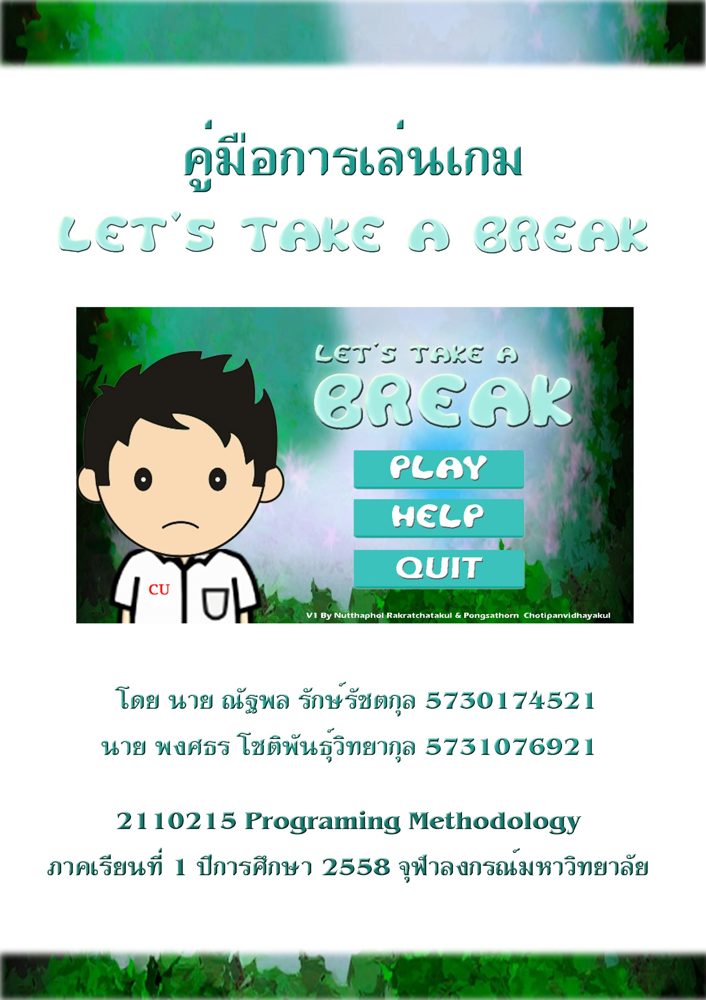 คู่มือการเล่นเกม
LET'S TAKE A BREAK
LET'S TAKE A
BREAK
PLAY
HELP
QUIT
CU
V1 By Nutthaphol Rakratchatakul & Pongsathorn Chotipanvidhayakul
โดย นาย ณัฐพล รักษ์รัชตกุล 5730174521
นาย พงศธร โชติพันธุ์วิทยากุล 5731076921
2110215 Programing Methodology
ภาคเรียนที่ 1 ปีการศึกษา 2558 จุฬาลงกรณ์มหาวิทยาลัย